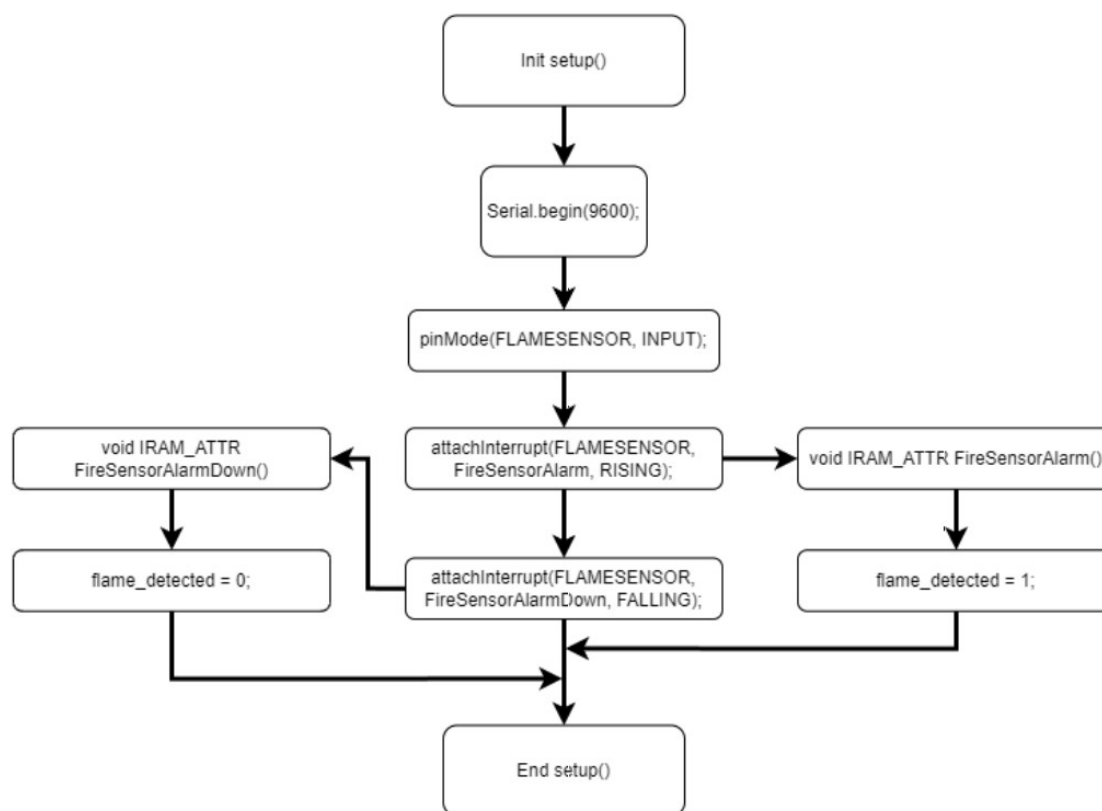 Init setup()
Serial.begin(9600);
pinMode(FLAMESENSOR, INPUT);
attachInterrupt(FLAMESENSOR,
FireSensorAlarm, RISING);
void IRAM_ATTR FireSensorAlarm()
flame_detected = 1;
attachInterrupt(FLAMESENSOR,
FireSensorAlarmDown, FALLING);
void IRAM_ATTR
FireSensorAlarmDown()
flame_detected = 0;
End setup()